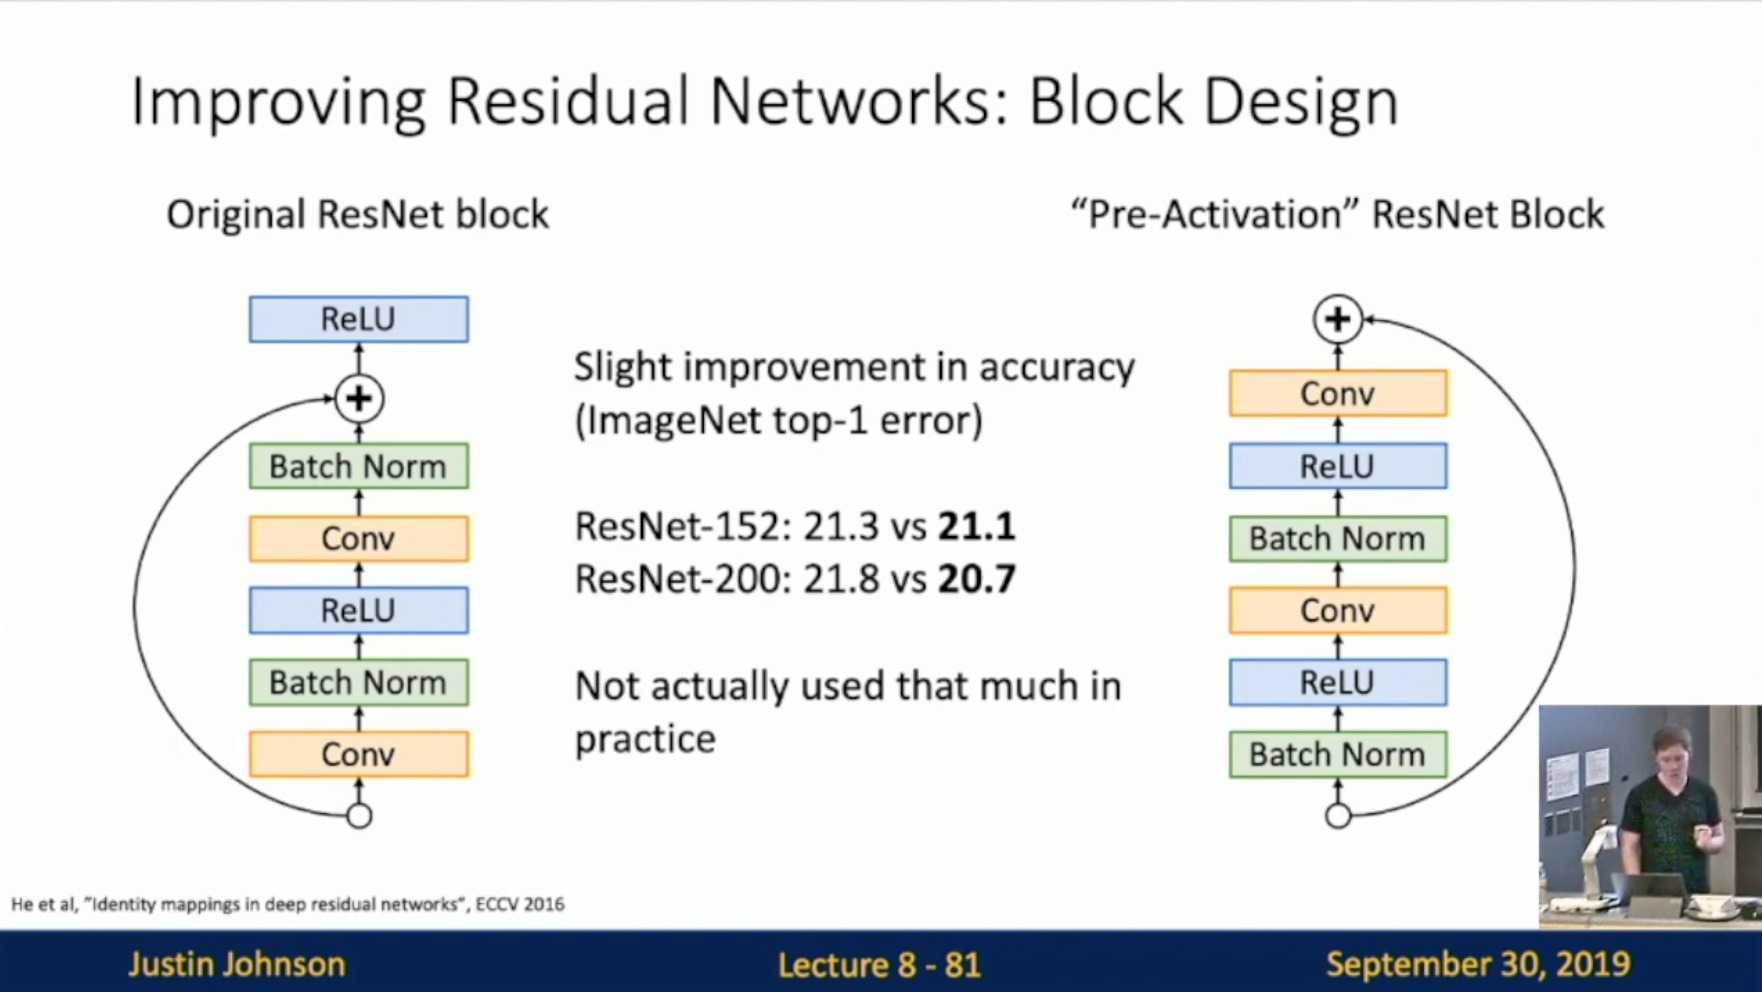 Improving Residual Networks: Block Design
Original ResNet block
ReLU
+
Batch Norm
Conv
ReLU
Batch Norm
Conv
Slight improvement in accuracy
(ImageNet top-1 error)
ResNet-152: 21.3 vs 21.1
ResNet-200: 21.8 vs 20.7
Not actually used that much in
practice
“Pre-Activation” ResNet Block
+
Conv
ReLU
Batch Norm
Conv
ReLU
Batch Norm
He et al, ”Identity mappings in deep residual networks”, ECCV 2016
Justin Johnson
Lecture 8 - 81
September 30, 2019